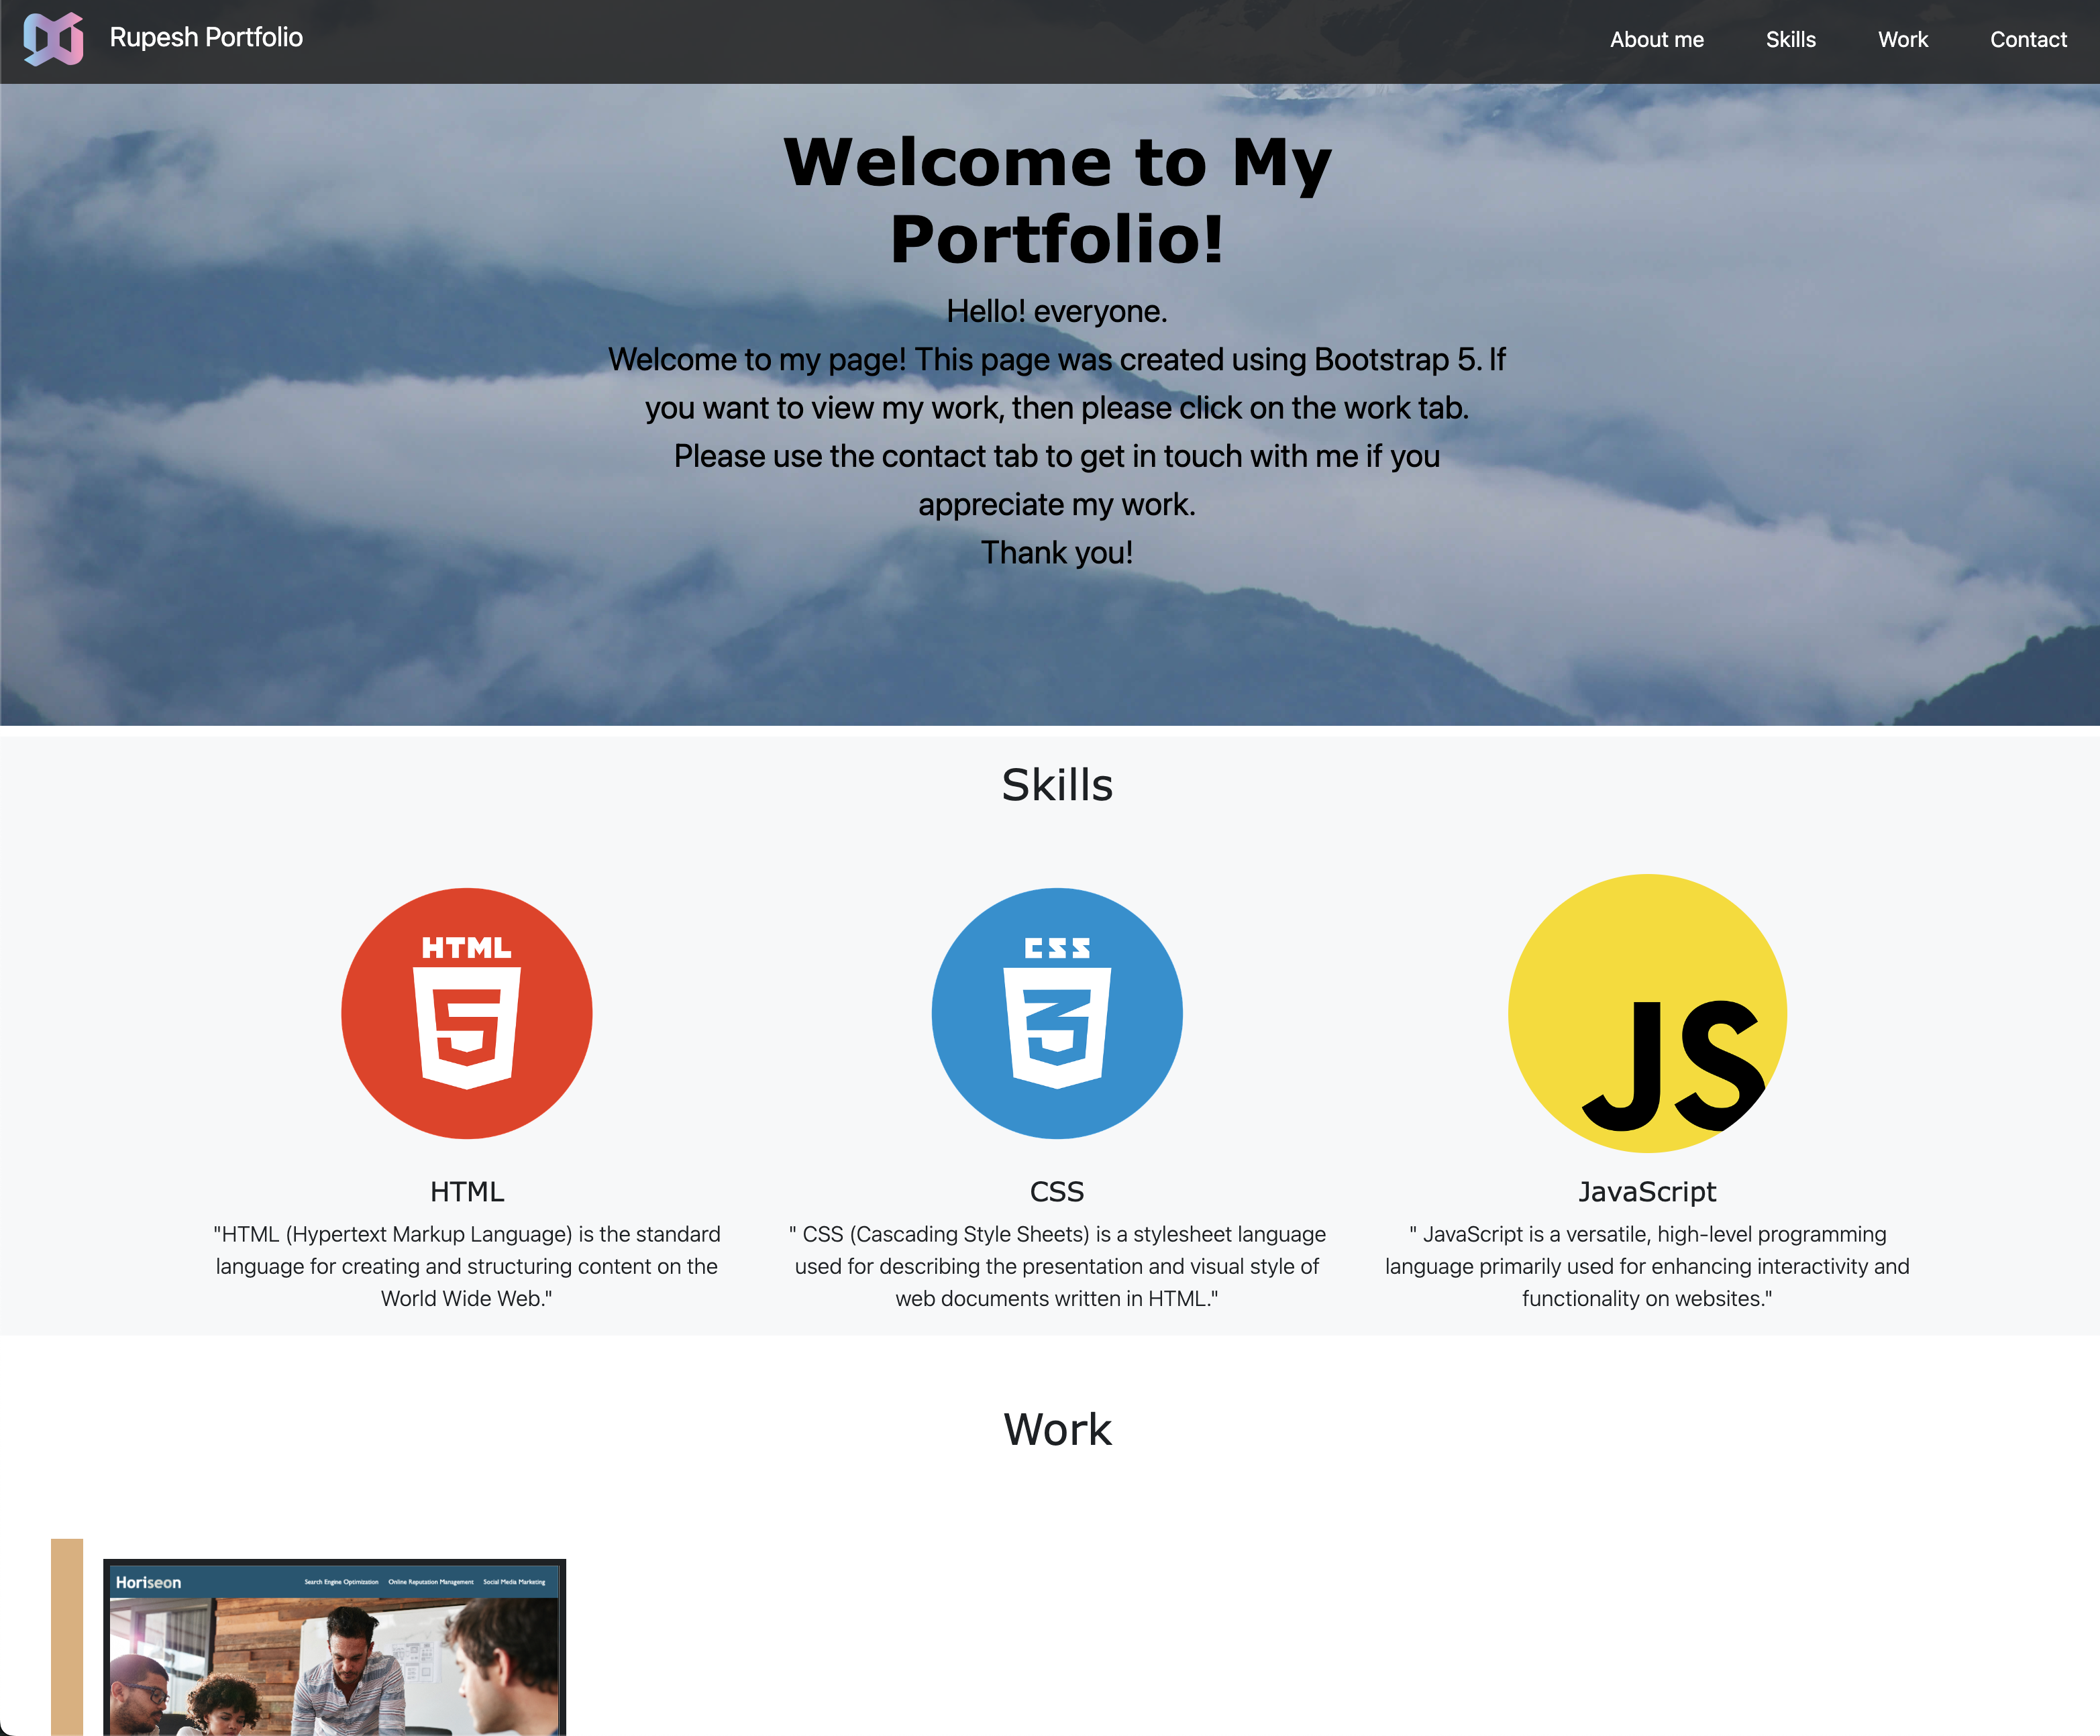 Rupesh Portfolio
About me
Skills
Work
Contact
Welcome to My
Portfolio!
Hello! everyone.
Welcome to my page! This page was created using Bootstrap 5. If
you want to view my work, then please click on the work tab.
Please use the contact tab to get in touch with me if you
appreciate my work.
Thank you!
Skills
HTML
5
CSS
3
JS
HTML
CSS
JavaScript
"HTML (Hypertext Markup Language) is the standard
language for creating and structuring content on the
World Wide Web."
" CSS (Cascading Style Sheets) is a stylesheet language
used for describing the presentation and visual style of
web documents written in HTML."
" JavaScript is a versatile, high-level programming
language primarily used for enhancing interactivity and
functionality on websites."
Work
Horiseon
Search Engine Optimization
Online Reputation Management
Social Media Marketing